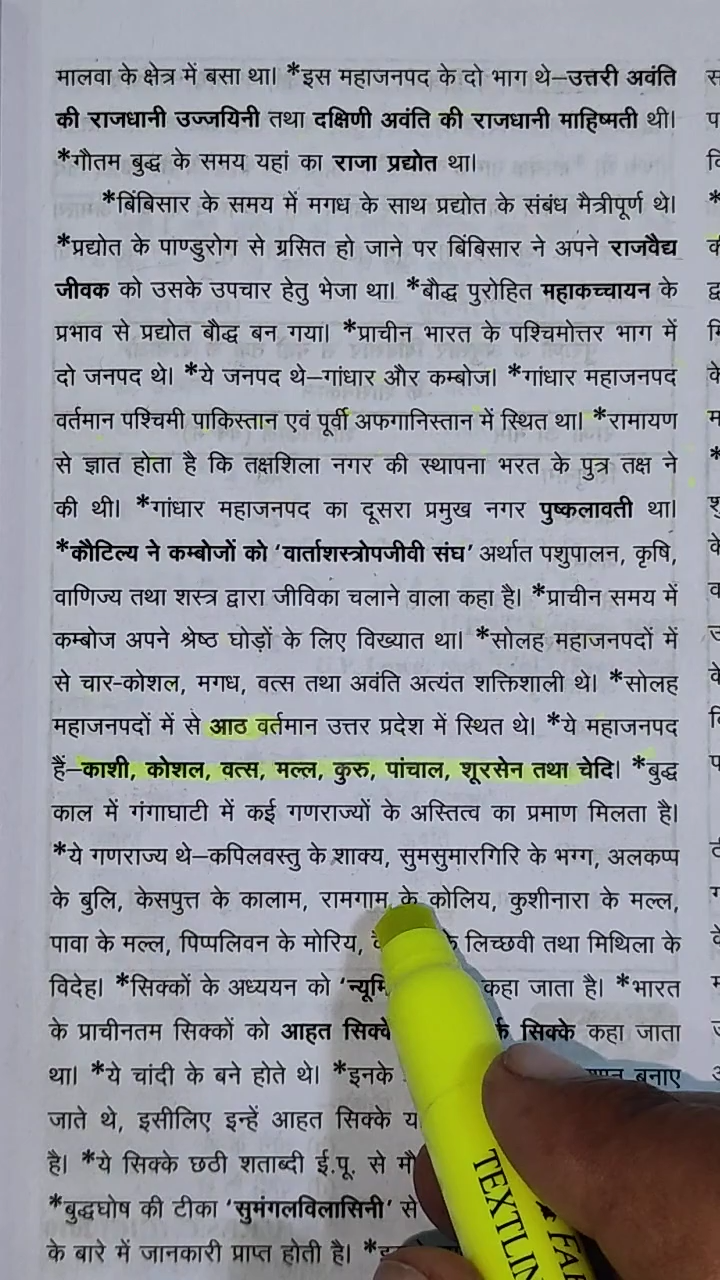 मालवा के क्षेत्र में बसा था। *इस महाजनपद के दो भाग थे–उत्तरी अवंति
की राजधानी उज्जयिनी तथा दक्षिणी अवंति की राजधानी माहिष्मती थी।
*गौतम बुद्ध के समय यहां का राजा प्रद्योत था।
*बिंबिसार के समय में मगध के साथ प्रद्योत के संबंध मैत्रीपूर्ण थे।
*प्रद्योत के पाण्डुरोग से ग्रसित हो जाने पर बिंबिसार ने अपने राजवैद्य
जीवक को उसके उपचार हेतु भेजा था। *बौद्ध पुरोहित महाकच्चायन के
प्रभाव से प्रद्योत बौद्ध बन गया। *प्राचीन भारत के पश्चिमोत्तर भाग में
दो जनपद थे। *ये जनपद थे–गांधार और कम्बोज। *गांधार महाजनपद
वर्तमान पश्चिमी पाकिस्तान एवं पूर्वी अफगानिस्तान में स्थित था। *रामायण
से ज्ञात होता है कि तक्षशिला नगर की स्थापना भरत के पुत्र तक्ष ने
की थी। *गांधार महाजनपद का दूसरा प्रमुख नगर पुष्कलावती था।
*कौटिल्य ने कम्बोजों को ‘वार्ताशस्त्रोपजीवी संघ’ अर्थात पशुपालन, कृषि,
वाणिज्य तथा शस्त्र द्वारा जीविका चलाने वाला कहा है। *प्राचीन समय में
कम्बोज अपने श्रेष्ठ घोड़ों के लिए विख्यात था। *सोलह महाजनपदों में
से चार-कोशल, मगध, वत्स तथा अवंति अत्यंत शक्तिशाली थे। *सोलह
महाजनपदों में से आठ वर्तमान उत्तर प्रदेश में स्थित थे। *ये महाजनपद
हैं–काशी, कोशल, वत्स, मल्ल, कुरु, पांचाल, शूरसेन तथा चेदि। *बुद्ध
काल में गंगाघाटी में कई गणराज्यों के अस्तित्व का प्रमाण मिलता है।
*ये गणराज्य थे–कपिलवस्तु के शाक्य, सुमसुमारगिरि के भग्ग, अलकप्प
के बुलि, केसपुत्त के कालाम, रामगाम के कोलिय, कुशीनारा के मल्ल,
पावा के मल्ल, पिप्पलिवन के मोरिय, के लिच्छवी तथा मिथिला के
विदेह। *सिक्कों के अध्ययन को कहा जाता है। *भारत
के प्राचीनतम सिक्कों को आहत सिक्के सिक्के कहा जाता
था। *ये चांदी के बने होते थे। *इनके बनाए
जाते थे, इसीलिए इन्हें आहत सिक्के
है। *ये सिक्के छठी शताब्दी ई.पू. से
*बुद्धघोष की टीका ‘सुमंगलविलासिनी’ से
के बारे में जानकारी प्राप्त होती है।
TEXTLIN